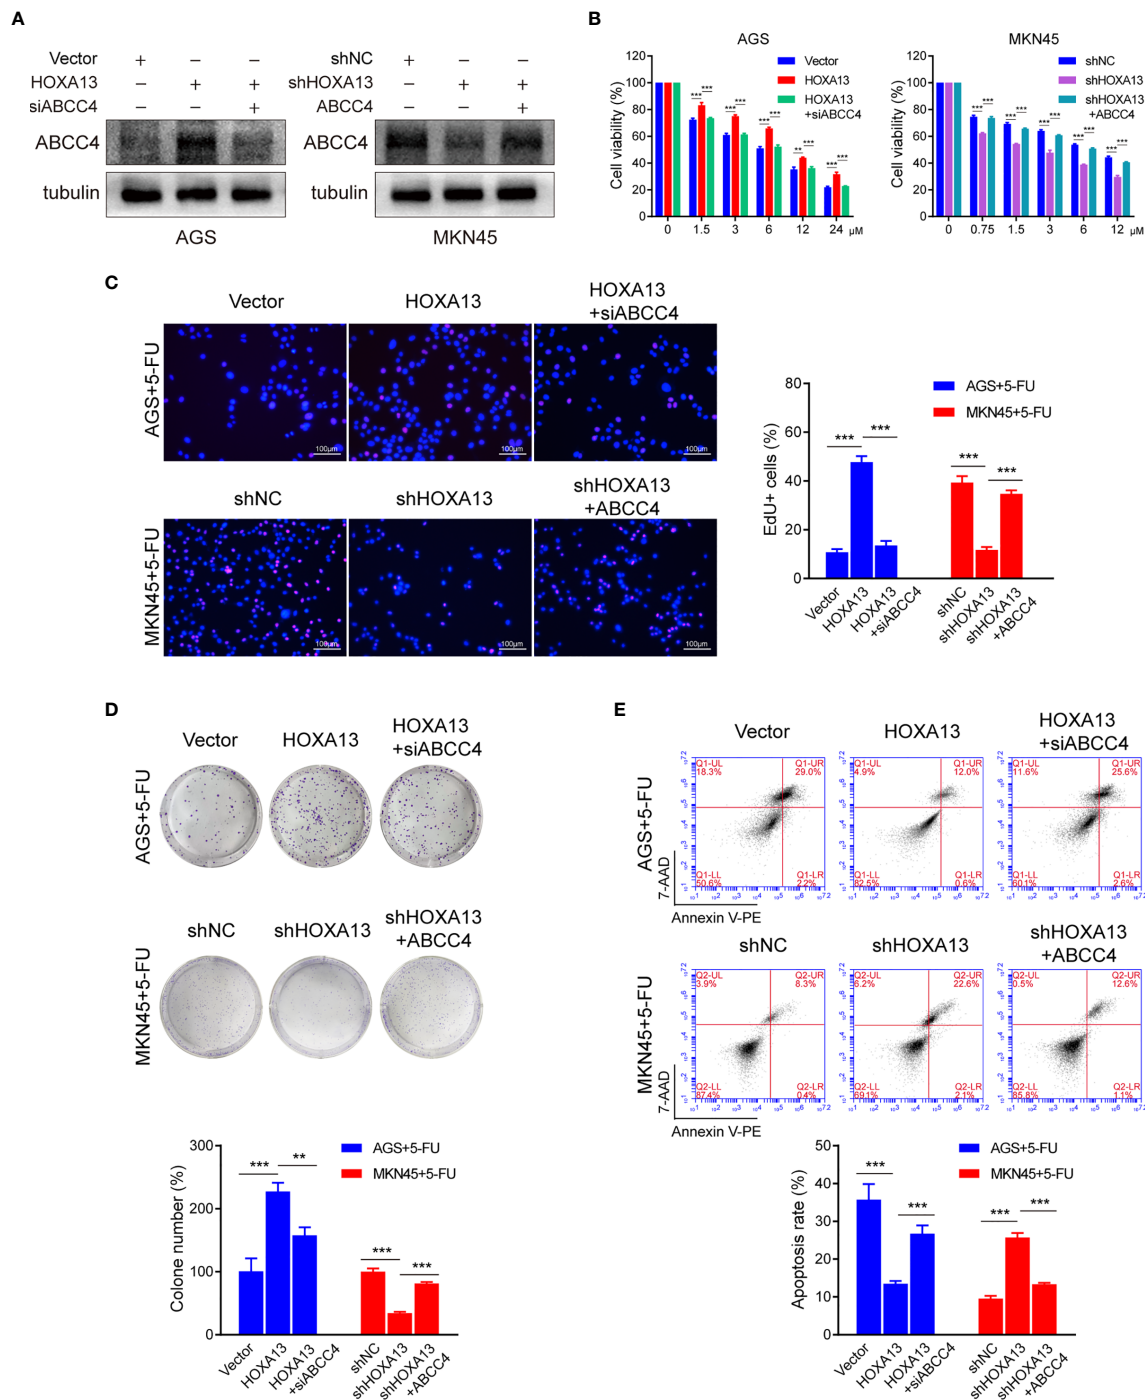 A
Vector + − −
HOXA13 − + +
siABCC4 − − +
ABCC4
tubulin
AGS
shNC + − −
shHOXA13 − + +
ABCC4 − − +
ABCC4
tubulin
MKN45
B
AGS
Cell viability (%)
120
100
80
60
40
20
0
Vector
HOXA13
HOXA13
+siABCC4
*** ***
*** ***
*** ***
** ***
*** ***
0 1.5 3 6 12 24 μM
MKN45
Cell viability (%)
120
100
80
60
40
20
0
shNC
shHOXA13
shHOXA13
+ABCC4
*** ***
*** ***
*** ***
*** ***
*** ***
0 0.75 1.5 3 6 12 μM
C
Vector HOXA13 HOXA13
+siABCC4
AGS+5-FU
100μm 100μm 100μm
shNC shHOXA13 shHOXA13
+ABCC4
MKN45+5-FU
100μm 100μm 100μm
EdU+ cells (%)
80
60
40
20
0
AGS+5-FU
MKN45+5-FU
*** ***
*** ***
Vector
HOXA13
HOXA13
+siABCC4
shNC
shHOXA13
shHOXA13
+ABCC4
D
Vector HOXA13 HOXA13
+siABCC4
AGS+5-FU
shNC shHOXA13 shHOXA13
+ABCC4
MKN45+5-FU
Colone number (%)
300
200
100
0
AGS+5-FU
MKN45+5-FU
*** **
*** ***
Vector
HOXA13
HOXA13
+siABCC4
shNC
shHOXA13
shHOXA13
+ABCC4
E
Vector HOXA13 HOXA13
+siABCC4
AGS+5-FU
7-AAD
Q1-UL Q1-UR
18.3% 29.0%
Q1-LL Q1-LR
50.6% 2.2%
Q1-UL Q1-UR
4.9% 12.0%
Q1-LL Q1-LR
82.5% 0.6%
Q1-UL Q1-UR
11.6% 25.6%
Q1-LL Q1-LR
60.1% 2.6%
Annexin V-PE
shNC shHOXA13 shHOXA13
+ABCC4
MKN45+5-FU
7-AAD
Q2-UL Q2-UR
3.9% 8.3%
Q2-LL Q2-LR
87.4% 0.4%
Q2-UL Q2-UR
6.2% 22.6%
Q2-LL Q2-LR
69.1% 2.1%
Q2-UL Q2-UR
0.5% 12.6%
Q2-LL Q2-LR
85.8% 1.1%
Annexin V-PE
Apoptosis rate (%)
50
40
30
20
10
0
AGS+5-FU
MKN45+5-FU
*** ***
*** ***
Vector
HOXA13
HOXA13
+siABCC4
shNC
shHOXA13
shHOXA13
+ABCC4